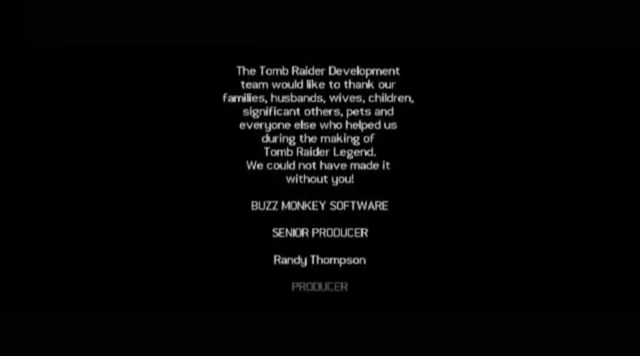 The Tomb Raider Development
team would like to thank our
families, husbands, wives, children,
significant others, pets and
everyone else who helped us
during the making of
Tomb Raider Legend.
We could not have made it
without you!
BUZZ MONKEY SOFTWARE
SENIOR PRODUCER
Randy Thompson
PRODUCER